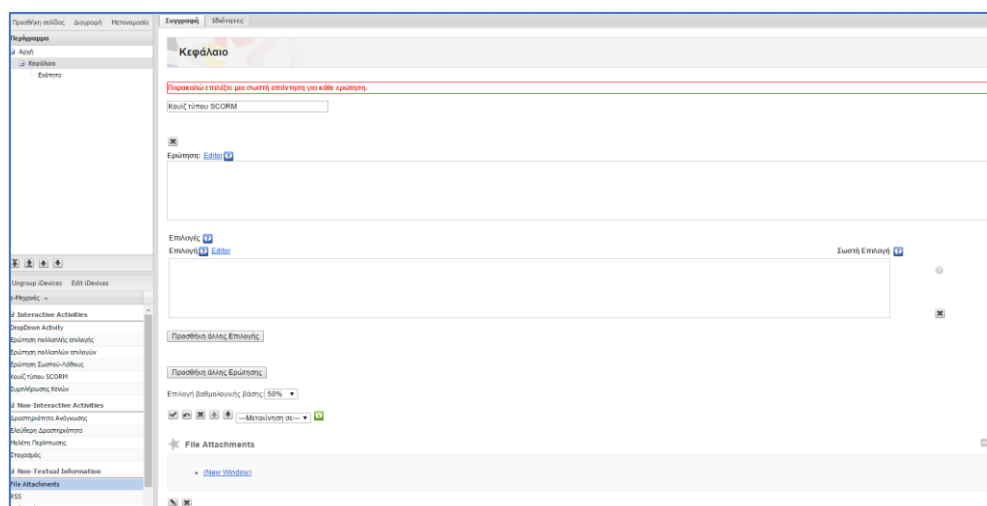 Προσθήκη σελίδας Διαγραφή Μετονομασία
Συγγραφή Ιδιότητες
Περίγραμμα
Αρχή
Κεφάλαιο
Ενότητα
Κεφάλαιο
Παρακαλώ επιλέξτε μια σωστή απάντηση για κάθε ερώτηση.
Κουίζ τύπου SCORM
Ερώτηση: Editor
Επιλογές
Επιλογή Editor
Σωστή Επιλογή
Προσθήκη άλλης Επιλογής
Προσθήκη άλλης Ερώτησης
Επιλογή βαθμολογικής βάσης: 50%
---Μετακίνηση σε---
File Attachments
(New Window)
Ungroup iDevices Edit iDevices
ι-Μηχανές
Interactive Activities
DropDown Activity
Ερώτηση πολλαπλής επιλογής
Ερώτηση πολλαπλών επιλογών
Ερώτηση Σωστού-Λάθους
Κουίζ τύπου SCORM
Συμπλήρωσης Κενών
Non-Interactive Activities
Δραστηριότητα Ανάγνωσης
Ελεύθερη Δραστηριότητα
Μελέτη Περίπτωσης
Στοχασμός
Non-Textual Information
File Attachments
RSS